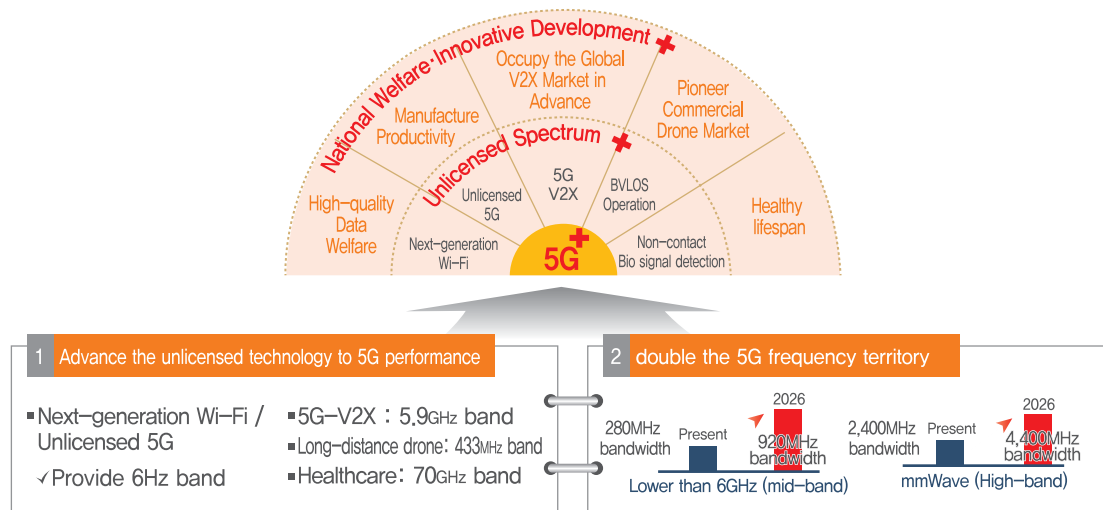 National Welfare·Innovative Development +
Occupy the Global
V2X Market in
Advance
Manufacture
Productivity
Pioneer
Commercial
Drone Market
High-quality
Data
Welfare
Healthy
lifespan
Unlicensed Spectrum +
Unlicensed
5G
5G
V2X
BVLOS
Operation
Next-generation
Wi-Fi
Non-contact
Bio signal detection
5G+
1 Advance the unlicensed technology to 5G performance
▪Next-generation Wi-Fi /
Unlicensed 5G
✓Provide 6Hz band
▪5G-V2X : 5.9GHz band
▪Long-distance drone: 433MHz band
▪Healthcare: 70GHz band
2 double the 5G frequency territory
280MHz
bandwidth
Present
2026
920MHz
bandwidth
Lower than 6GHz (mid-band)
2,400MHz
bandwidth
Present
2026
4,400MHz
bandwidth
mmWave (High-band)